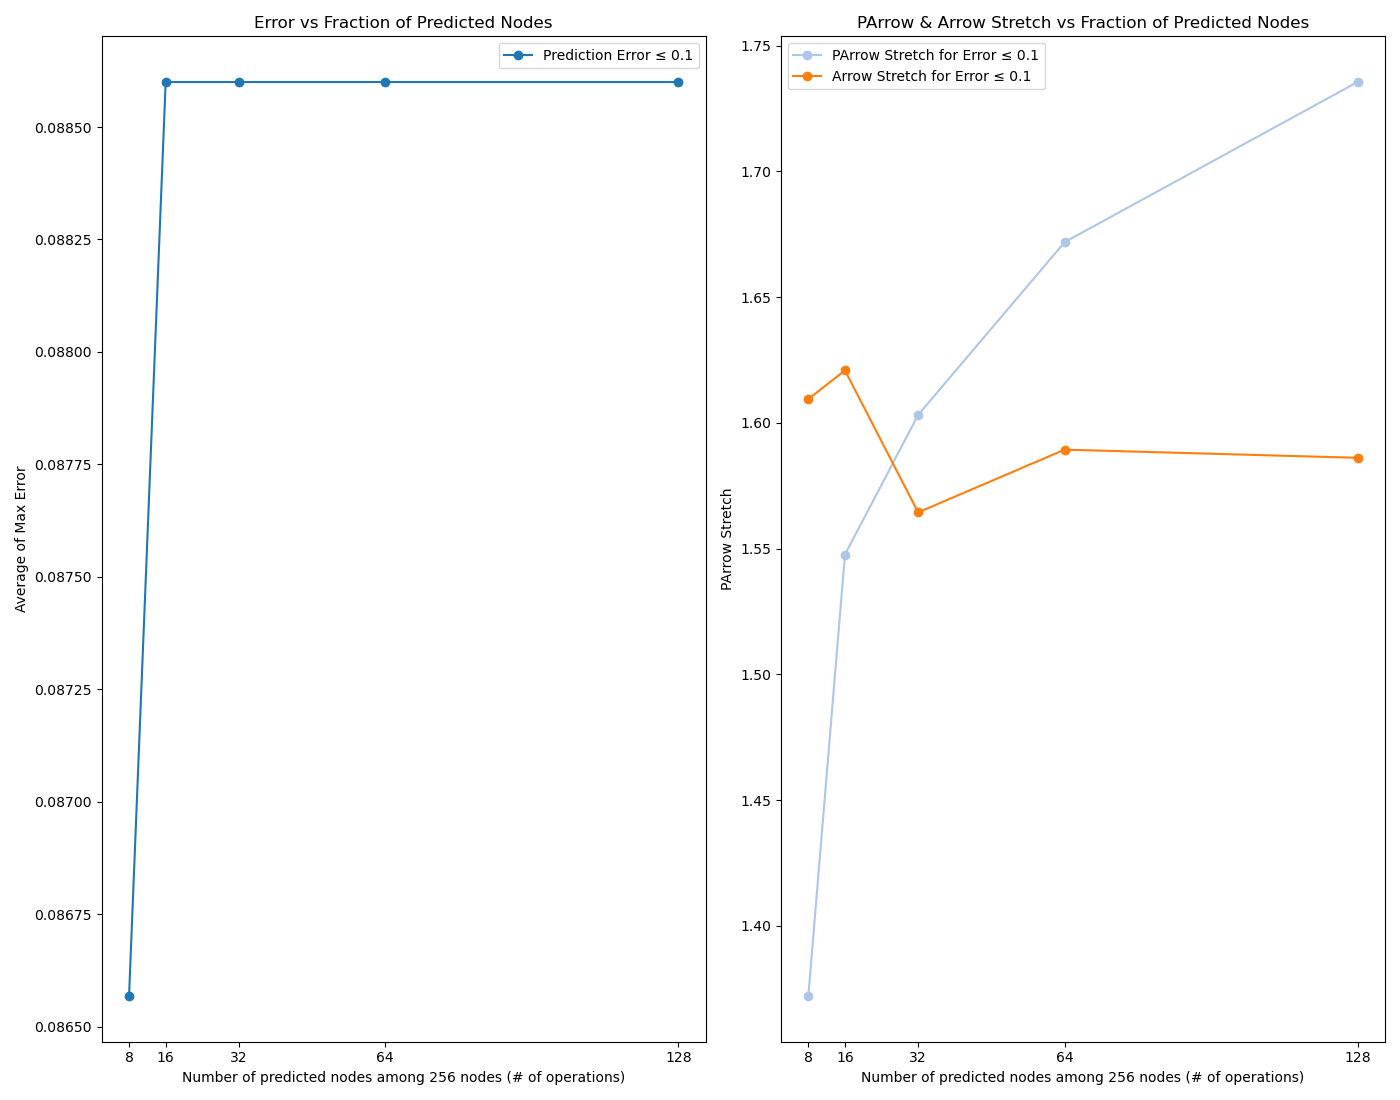 Error vs Fraction of Predicted Nodes
Prediction Error ≤ 0.1
0.08850
0.08825
0.08800
0.08775
0.08750
0.08725
0.08700
0.08675
0.08650
Average of Max Error
8 16 32 64 128
Number of predicted nodes among 256 nodes (# of operations)
PArrow & Arrow Stretch vs Fraction of Predicted Nodes
PArrow Stretch for Error ≤ 0.1
Arrow Stretch for Error ≤ 0.1
1.75
1.70
1.65
1.60
1.55
1.50
1.45
1.40
PArrow Stretch
8 16 32 64 128
Number of predicted nodes among 256 nodes (# of operations)